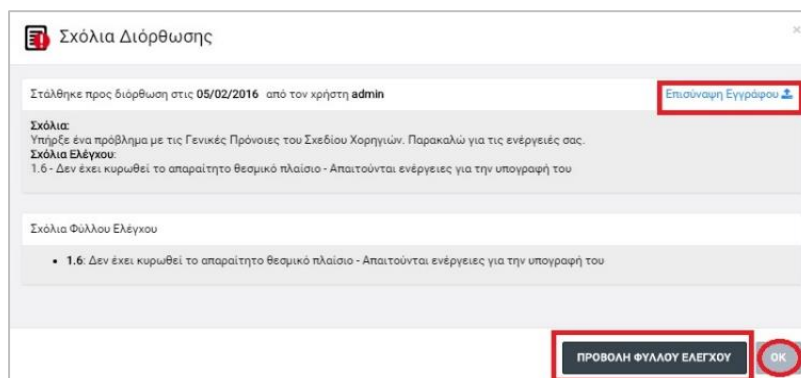 Σχόλια Διόρθωσης
×
Στάλθηκε προς διόρθωση στις 05/02/2016 από τον χρήστη admin
Επισύναψη Εγγράφου
Σχόλια:
Υπήρξε ένα πρόβλημα με τις Γενικές Πρόνοιες του Σχεδίου Χορηγιών. Παρακαλώ για τις ενέργειές σας.
Σχόλια Ελέγχου:
1.6 - Δεν έχει κυρωθεί το απαραίτητο θεσμικό πλαίσιο - Απαιτούνται ενέργειες για την υπογραφή του
Σχόλια Φύλλου Ελέγχου
• 1.6: Δεν έχει κυρωθεί το απαραίτητο θεσμικό πλαίσιο - Απαιτούνται ενέργειες για την υπογραφή του
ΠΡΟΒΟΛΗ ΦΥΛΛΟΥ ΕΛΕΓΧΟΥ
OK